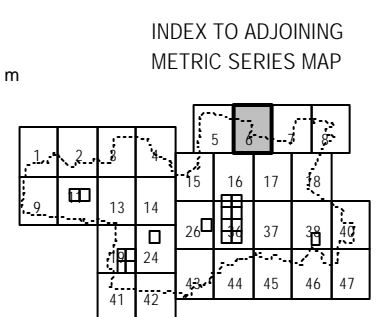 INDEX TO ADJOINING
METRIC SERIES MAP
m
5 6 7 8
1 2 3 4
15 16 17 18
9 11 13 14
26 36 37 38 40
19 24
43 44 45 46 47
41 42